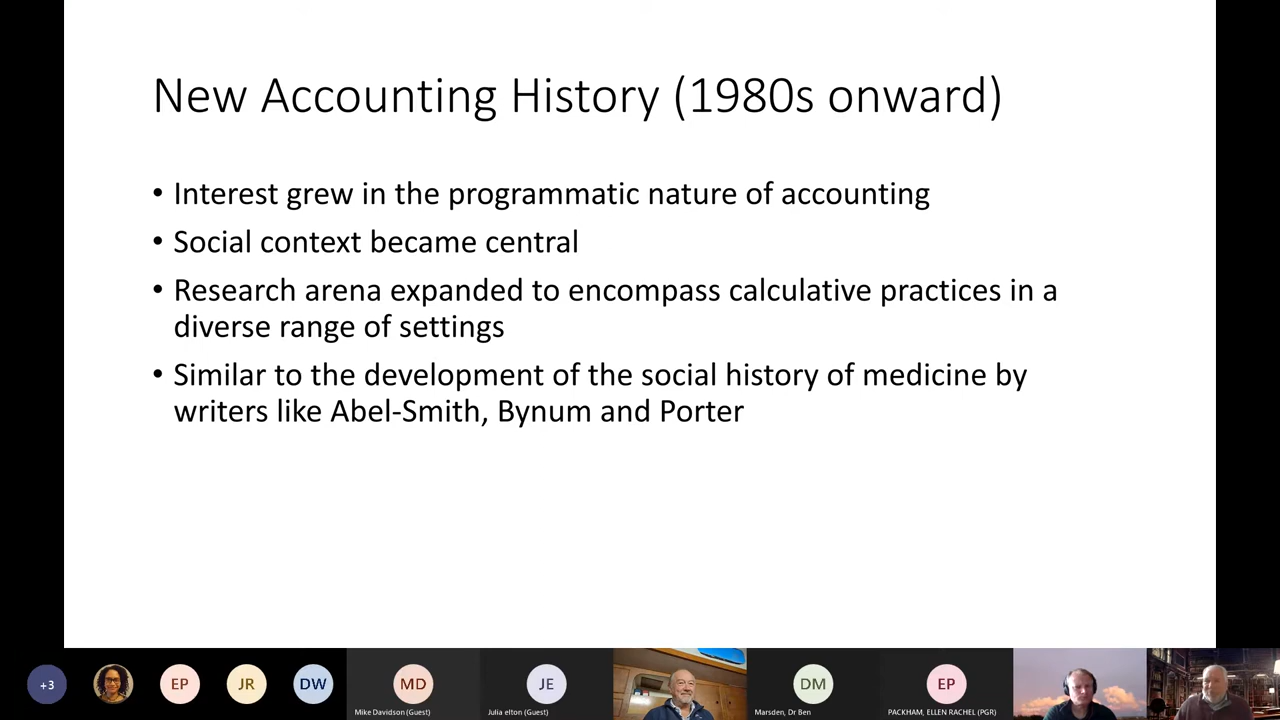 New Accounting History (1980s onward)
• Interest grew in the programmatic nature of accounting
• Social context became central
• Research arena expanded to encompass calculative practices in a
diverse range of settings
• Similar to the development of the social history of medicine by
writers like Abel-Smith, Bynum and Porter
+3
EP
JR
DW
MD
Mike Davidson (Guest)
JE
Julia elton (Guest)
DM
Marsden, Dr Ben
EP
PACKHAM, ELLEN RACHEL (PGR)